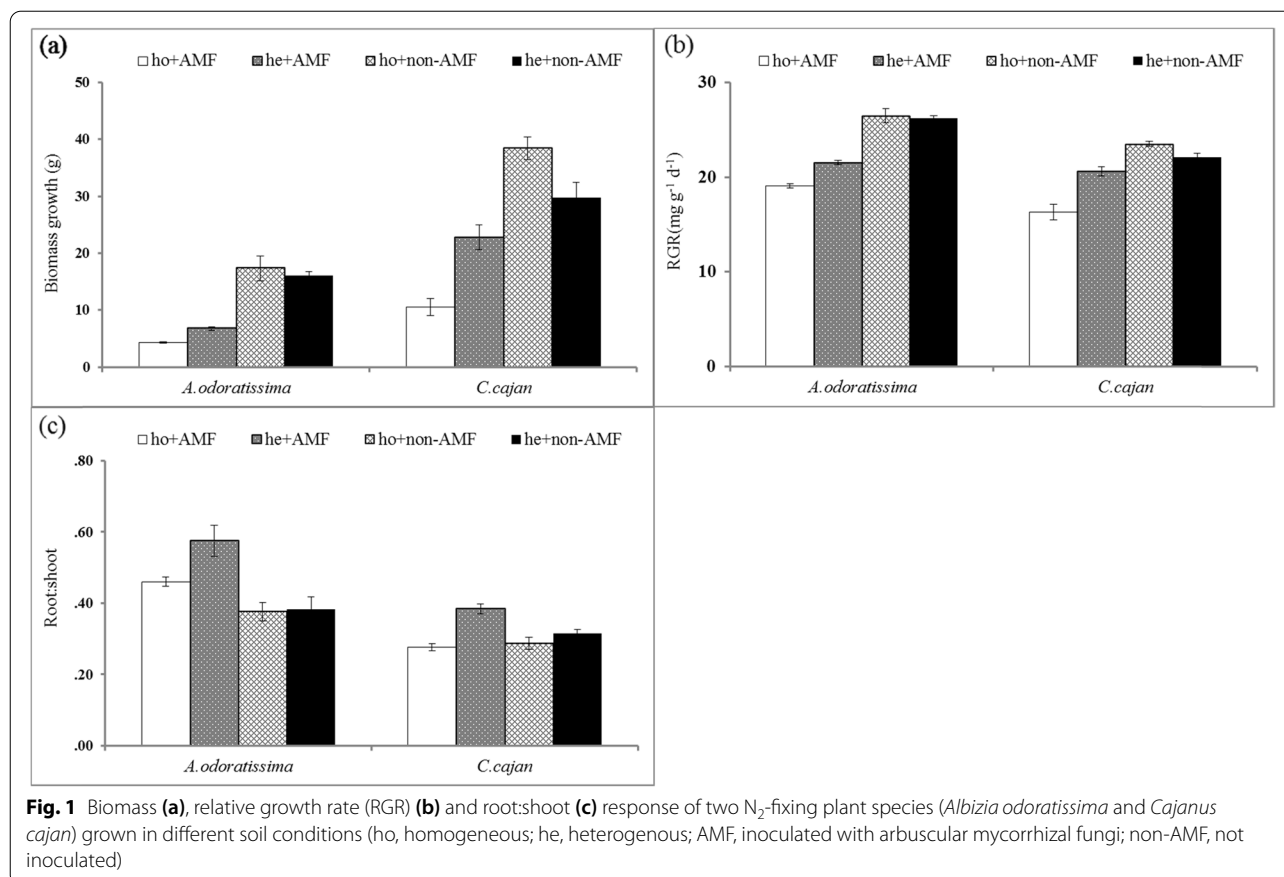 (a)
ho+AMF he+AMF ho+non-AMF he+non-AMF
50
40
30
20
10
0
Biomass growth (g)
A.odoratissima C.cajan
(b)
ho+AMF he+AMF ho+non-AMF he+non-AMF
30
20
10
0
RGR(mg g⁻¹ d⁻¹)
A.odoratissima C.cajan
(c)
ho+AMF he+AMF ho+non-AMF he+non-AMF
.80
.60
.40
.20
.00
Root:shoot
A.odoratissima C.cajan
Fig. 1 Biomass (a), relative growth rate (RGR) (b) and root:shoot (c) response of two N₂-fixing plant species (Albizia odoratissima and Cajanus
cajan) grown in different soil conditions (ho, homogeneous; he, heterogenous; AMF, inoculated with arbuscular mycorrhizal fungi; non-AMF, not
inoculated)